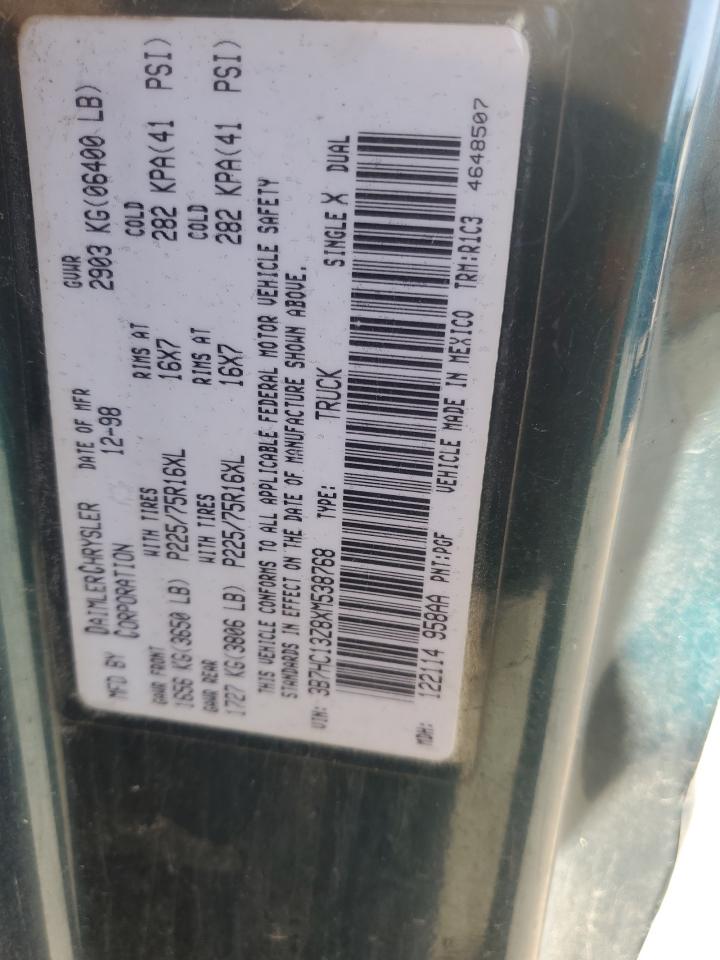 MFD BY DAIMLERCHRYSLER CORPORATION DATE OF MFR 12-98 GVWR 2903 KG(06400 LB)
GAWR FRONT WITH TIRES RIMS AT COLD
1656 KG(3650 LB) P225/75R16XL 16X7 282 KPA(41 PSI)
GAWR REAR WITH TIRES RIMS AT COLD
1727 KG(3806 LB) P225/75R16XL 16X7 282 KPA(41 PSI)
THIS VEHICLE CONFORMS TO ALL APPLICABLE FEDERAL MOTOR VEHICLE SAFETY
STANDARDS IN EFFECT ON THE DATE OF MANUFACTURE SHOWN ABOVE.
VIN: 3B7HC13Z8XM538768 TYPE: TRUCK SINGLE X DUAL
MDH: 122114 958AA PNT:PGF VEHICLE MADE IN MEXICO TRM:R1C3 4648507